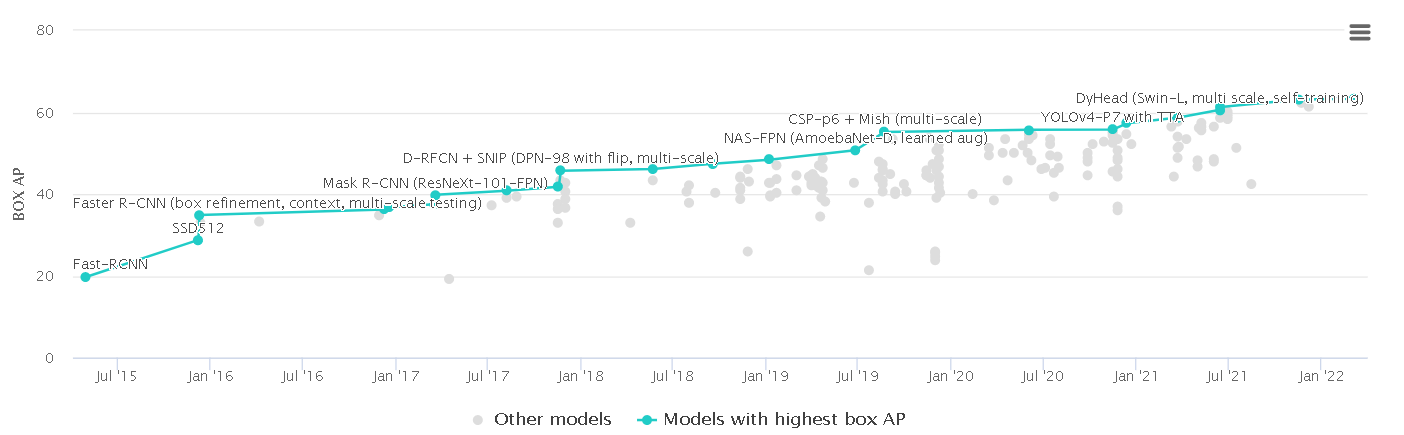 80
60
40
20
0
BOX AP
DyHead (Swin-L, multi scale, self-training)
CSP-p6 + Mish (multi-scale)
YOLOv4-P7 with TTA
NAS-FPN (AmoebaNet-D, learned aug)
D-RFCN + SNIP (DPN-98 with flip, multi-scale)
Mask R-CNN (ResNeXt-101-FPN)
Faster R-CNN (box refinement, context, multi-scale testing)
SSD512
Fast-RCNN
Jul '15 Jan '16 Jul '16 Jan '17 Jul '17 Jan '18 Jul '18 Jan '19 Jul '19 Jan '20 Jul '20 Jan '21 Jul '21 Jan '22
Other models Models with highest box AP